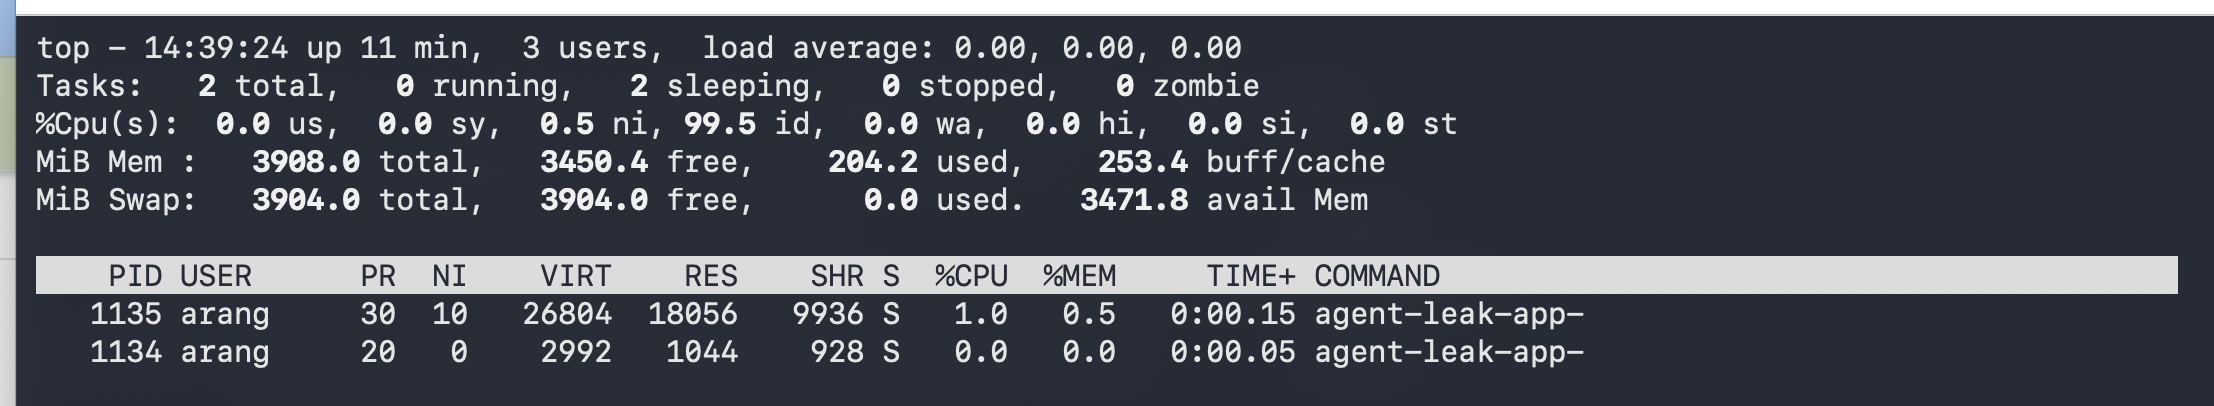 top - 14:39:24 up 11 min,  3 users,  load average: 0.00, 0.00, 0.00
Tasks:   2 total,   0 running,   2 sleeping,   0 stopped,   0 zombie
%Cpu(s):  0.0 us,  0.0 sy,  0.5 ni, 99.5 id,  0.0 wa,  0.0 hi,  0.0 si,  0.0 st
MiB Mem :   3908.0 total,   3450.4 free,    204.2 used,    253.4 buff/cache
MiB Swap:   3904.0 total,   3904.0 free,      0.0 used.   3471.8 avail Mem
    PID USER      PR  NI    VIRT    RES    SHR S  %CPU  %MEM     TIME+ COMMAND
   1135 arang     30  10   26804  18056   9936 S   1.0   0.5   0:00.15 agent-leak-app-
   1134 arang     20   0    2992   1044    928 S   0.0   0.0   0:00.05 agent-leak-app-